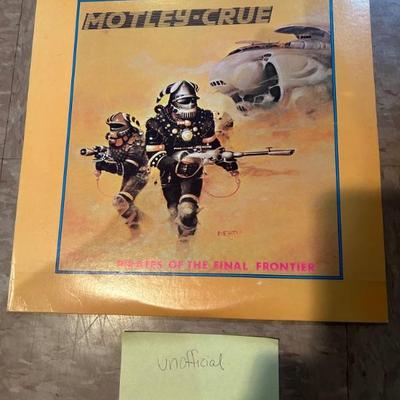 MOTLEY-CRUE
PIRATES OF THE FINAL FRONTIER
unofficial